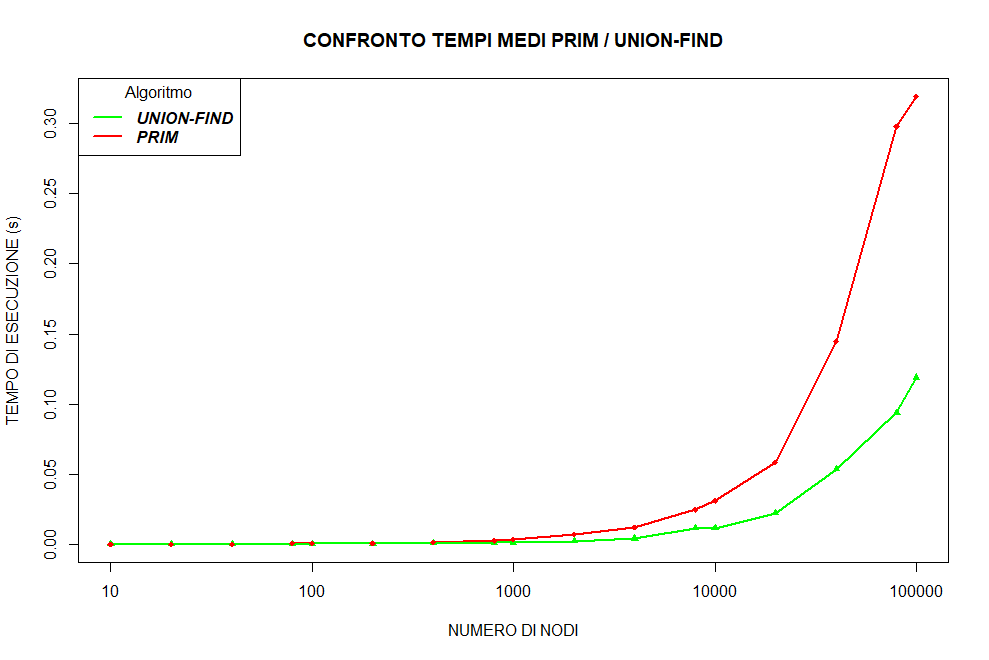 CONFRONTO TEMPI MEDI PRIM / UNION-FIND
Algoritmo
UNION-FIND
PRIM
TEMPO DI ESECUZIONE (s)
0.30
0.25
0.20
0.15
0.10
0.05
0.00
10 100 1000 10000 100000
NUMERO DI NODI